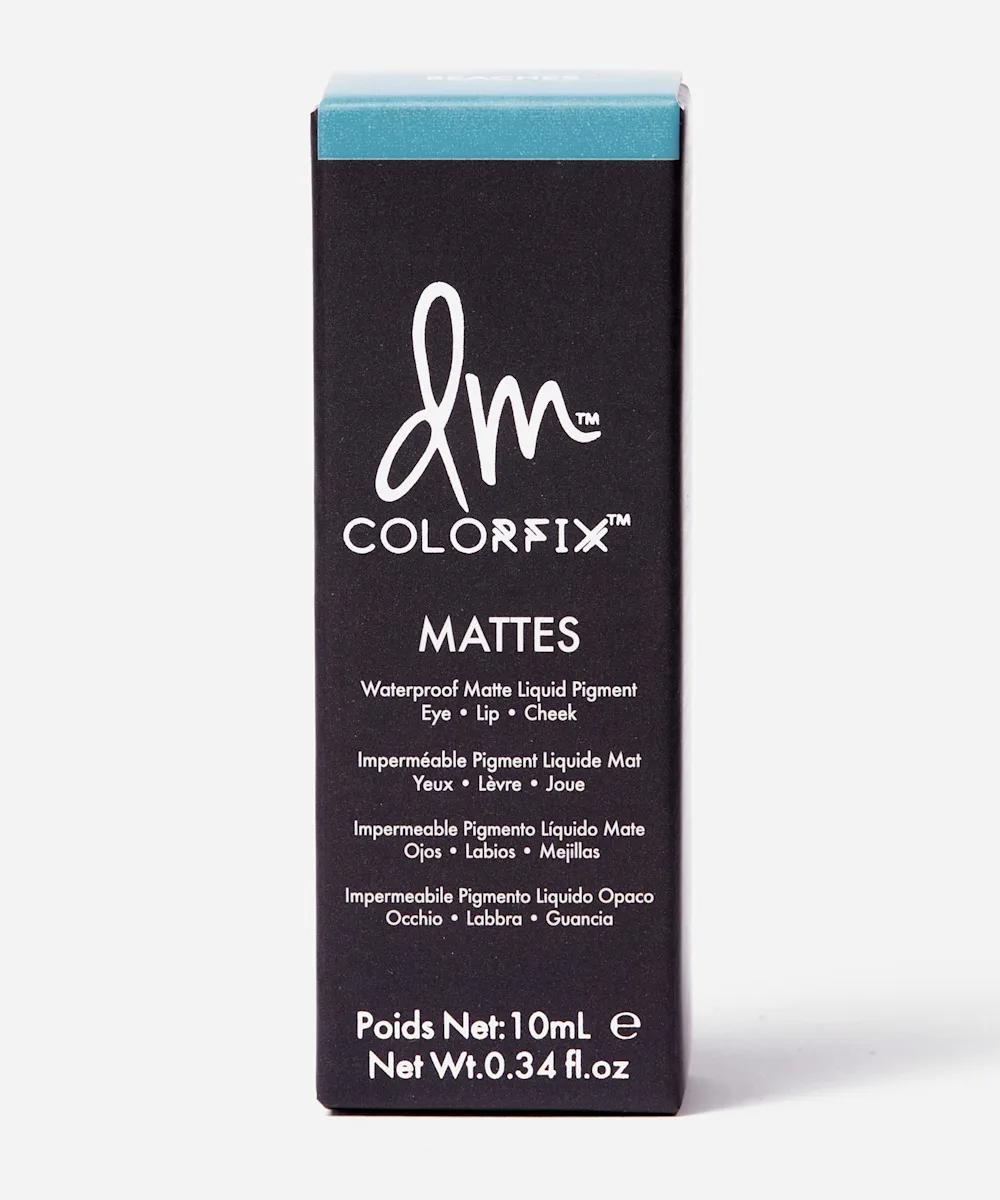 BEACHES
dm™
COLORFIX™
MATTES
Waterproof Matte Liquid Pigment
Eye • Lip • Cheek
Imperméable Pigment Liquide Mat
Yeux • Lèvre • Joue
Impermeable Pigmento Líquido Mate
Ojos • Labios • Mejillas
Impermeabile Pigmento Liquido Opaco
Occhio • Labbra • Guancia
Poids Net:10mL ℮
Net Wt.0.34 fl.oz